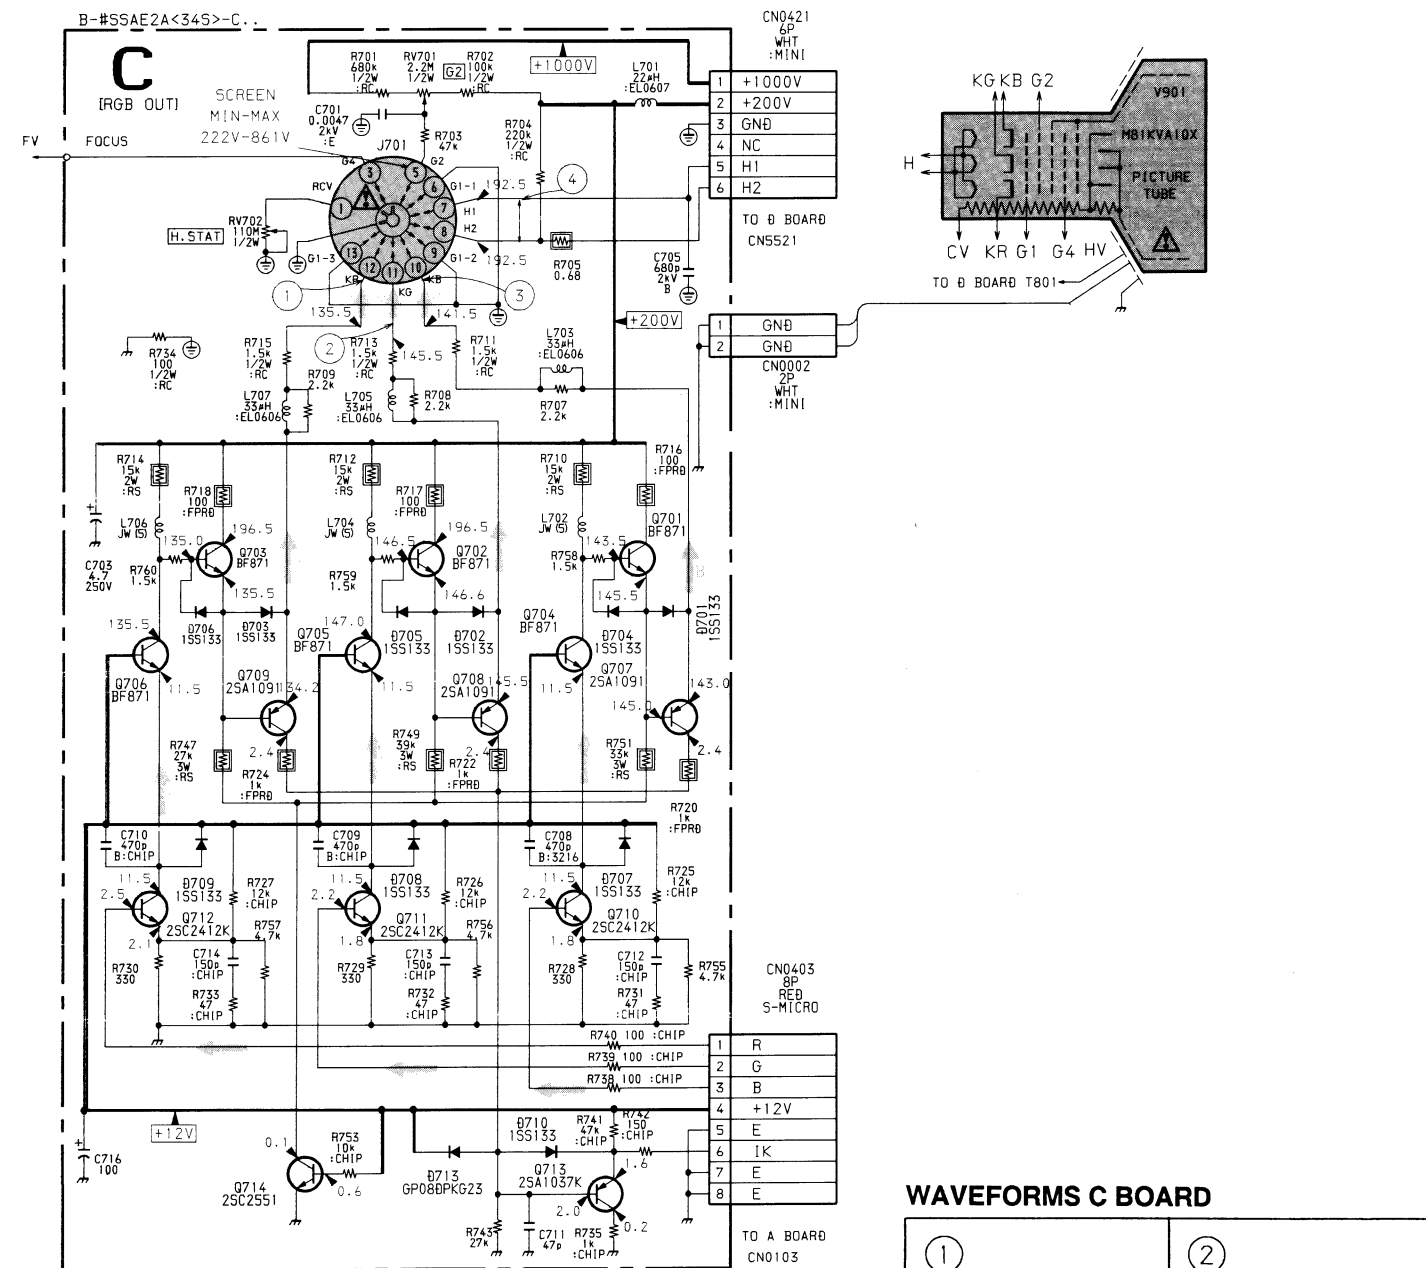 B-#SSAE2A<34S>-C..
C
[RGB OUT]
SCREEN
MIN-MAX
222V-861V
FV
FOCUS
R701
680k
1/2W
:RC
RV701
2.2M
1/2W
G2
R702
100k
1/2W
:RC
+1000V
C701
0.0047
2kV
:E
R703
47k
R704
220k
1/2W
:RC
L701
22μH
:EL0607
CN0421
6P
WHT
:MINI
1 +1000V
2 +200V
3 GND
4 NC
5 H1
6 H2
TO D BOARD
CN5521
J701
G4
G2
RCV
G1-1
192.5
4
H1
H2
G1-2
192.5
G1-3
KB
KG
KB
1
3
5
6
7
8
9
10
11
12
13
RV702
110M
1/2W
H.STAT
R705
0.68
C705
680p
2kV
B
1
2
3
135.5
141.5
145.5
+200V
KG KB G2
V901
M81KVA10X
PICTURE
TUBE
H
CV KR G1 G4 HV
TO D BOARD T801
1 GND
2 GND
CN0002
2P
WHT
:MINI
R734
100
1/2W
:RC
R715
1.5k
1/2W
:RC
R713
1.5k
1/2W
:RC
R711
1.5k
1/2W
:RC
L703
33μH
:EL0606
R709
2.2k
L707
33μH
:EL0606
L705
33μH
:EL0606
R708
2.2k
R707
2.2k
R714
15k
2W
:RS
R718
100
:FPRD
R712
15k
2W
:RS
R717
100
:FPRD
R710
15k
2W
:RS
R716
100
:FPRD
L706
JW(5)
L704
JW(5)
L702
JW(5)
135.0
196.5
Q703
BF871
146.5
196.5
Q702
BF871
143.5
Q701
BF871
C703
4.7
250V
R760
1.5k
R759
1.5k
R758
1.5k
135.5
146.6
145.5
D706
1SS133
D703
1SS133
D705
1SS133
D702
1SS133
D704
1SS133
D701
1SS133
135.5
Q706
BF871
11.5
147.0
Q705
BF871
11.5
Q704
BF871
11.5
Q709
2SA1091
134.2
Q708
2SA1091
145.5
Q707
2SA1091
143.0
145.0
R747
27k
3W
:RS
2.4
R724
1k
:FPRD
R749
39k
3W
:RS
2.4
R722
1k
:FPRD
R751
33k
3W
:RS
2.4
R720
1k
:FPRD
C710
470p
B:CHIP
C709
470p
B:CHIP
C708
470p
B:3216
11.5
2.5
D709
1SS133
R727
12k
:CHIP
11.5
2.2
D708
1SS133
R726
12k
:CHIP
11.5
2.2
D707
1SS133
R725
12k
:CHIP
Q712
2SC2412K
2.1
R757
4.7k
Q711
2SC2412K
1.8
R756
4.7k
Q710
2SC2412K
1.8
R755
4.7k
R730
330
C714
150p
:CHIP
R733
47
:CHIP
R729
330
C713
150p
:CHIP
R732
47
:CHIP
R728
330
C712
150p
:CHIP
R731
47
:CHIP
CN0403
8P
RED
S-MICRO
R740 100 :CHIP
R739 100 :CHIP
R738 100 :CHIP
1 R
2 G
3 B
4 +12V
5 E
6 IK
7 E
8 E
TO A BOARD
CN0103
+12V
C716
100
0.1
R753
10k
:CHIP
Q714
2SC2551
0.6
D713
GP08DPKG23
D710
1SS133
R741
47k
:CHIP
R742
150
:CHIP
Q713
2SA1037K
1.6
2.0
0.2
R743
27k
C711
47p
R735
1k
:CHIP
WAVEFORMS C BOARD
1
2